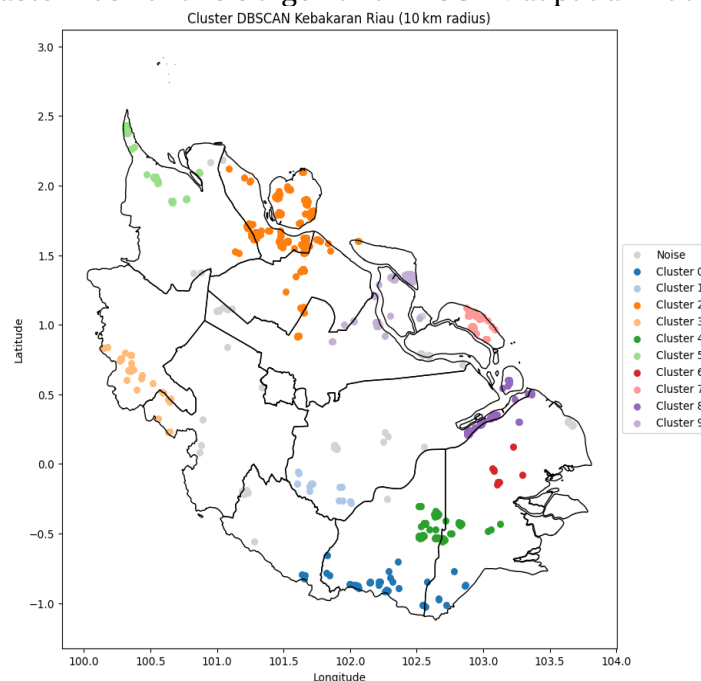 Cluster DBSCAN Kebakaran Riau (10 km radius)
3.0
2.5
2.0
1.5
1.0
0.5
0.0
−0.5
−1.0
Latitude
100.0 100.5 101.0 101.5 102.0 102.5 103.0 103.5 104.0
Longitude
Noise
Cluster 0
Cluster 1
Cluster 2
Cluster 3
Cluster 4
Cluster 5
Cluster 6
Cluster 7
Cluster 8
Cluster 9